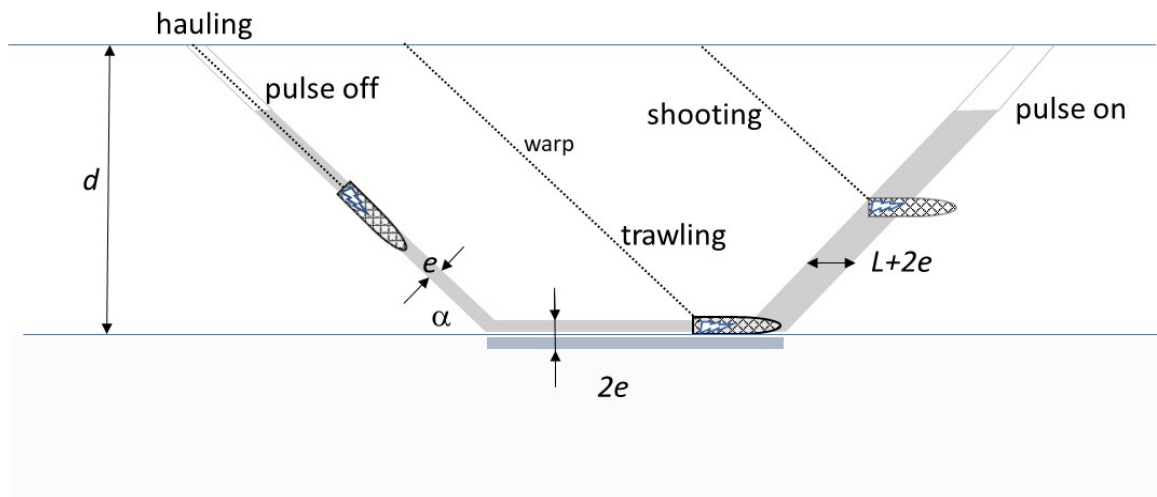 hauling
pulse off
shooting
pulse on
warp
d
trawling
e
L+2e
α
2e